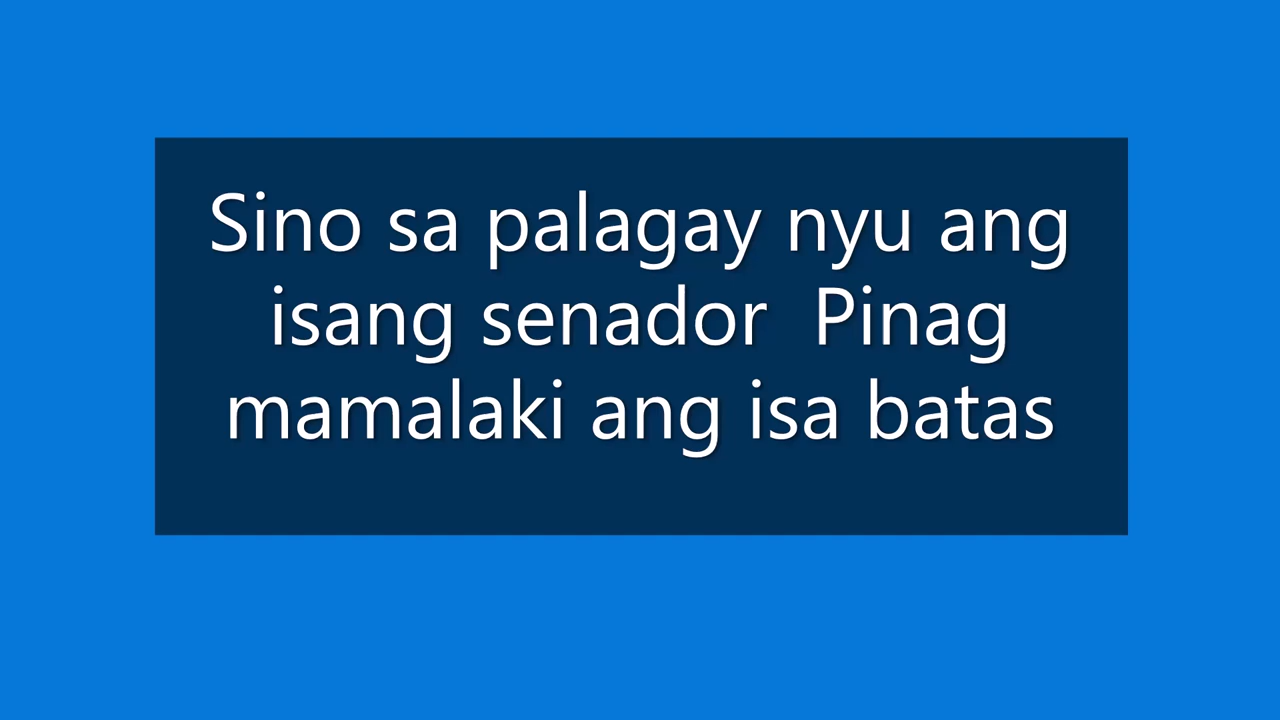 Sino sa palagay nyu ang
isang senador  Pinag
mamalaki ang isa batas